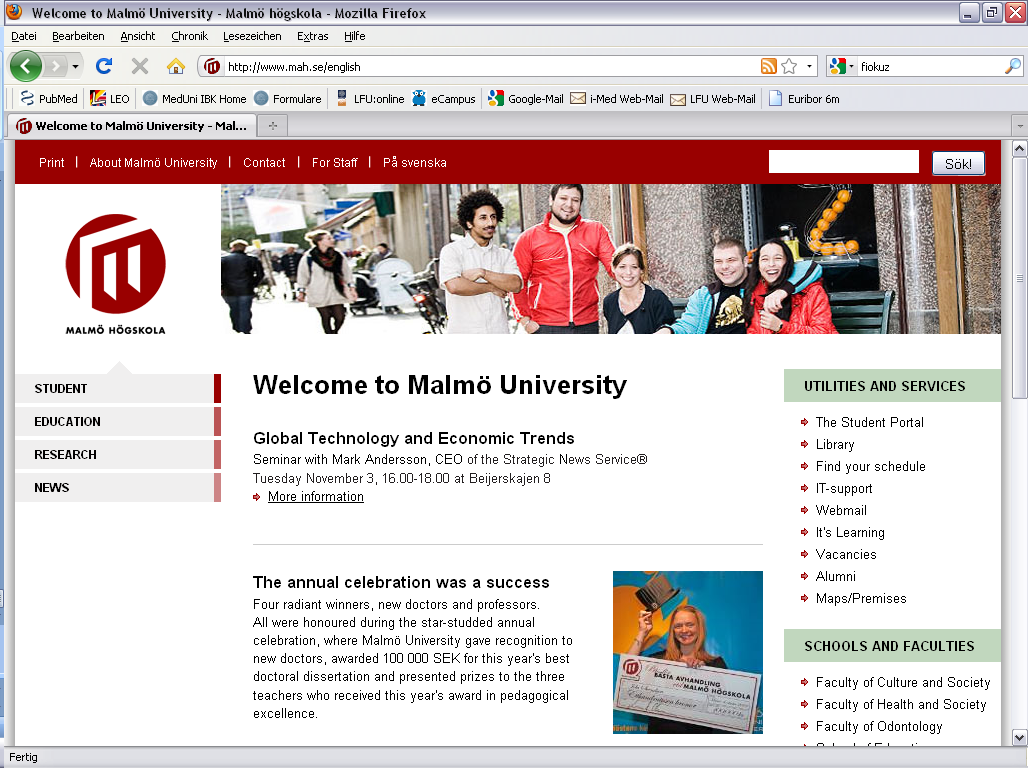 Welcome to Malmö University - Malmö högskola - Mozilla Firefox
Datei Bearbeiten Ansicht Chronik Lesezeichen Extras Hilfe
http://www.mah.se/english
fiokuz
PubMed LEO MedUni IBK Home Formulare LFU:online eCampus Google-Mail i-Med Web-Mail LFU Web-Mail Euribor 6m
Welcome to Malmö University - Mal...
Print | About Malmö University | Contact | For Staff | På svenska
Sök!
MALMÖ HÖGSKOLA
STUDENT
EDUCATION
RESEARCH
NEWS
Welcome to Malmö University
Global Technology and Economic Trends
Seminar with Mark Andersson, CEO of the Strategic News Service®
Tuesday November 3, 16.00-18.00 at Beijerskajen 8
More information
The annual celebration was a success
Four radiant winners, new doctors and professors.
All were honoured during the star-studded annual
celebration, where Malmö University gave recognition to
new doctors, awarded 100 000 SEK for this year's best
doctoral dissertation and presented prizes to the three
teachers who received this year's award in pedagogical
excellence.
BÄSTA AVHANDLING
MALMÖ HÖGSKOLA
UTILITIES AND SERVICES
The Student Portal
Library
Find your schedule
IT-support
Webmail
It's Learning
Vacancies
Alumni
Maps/Premises
SCHOOLS AND FACULTIES
Faculty of Culture and Society
Faculty of Health and Society
Faculty of Odontology
Fertig